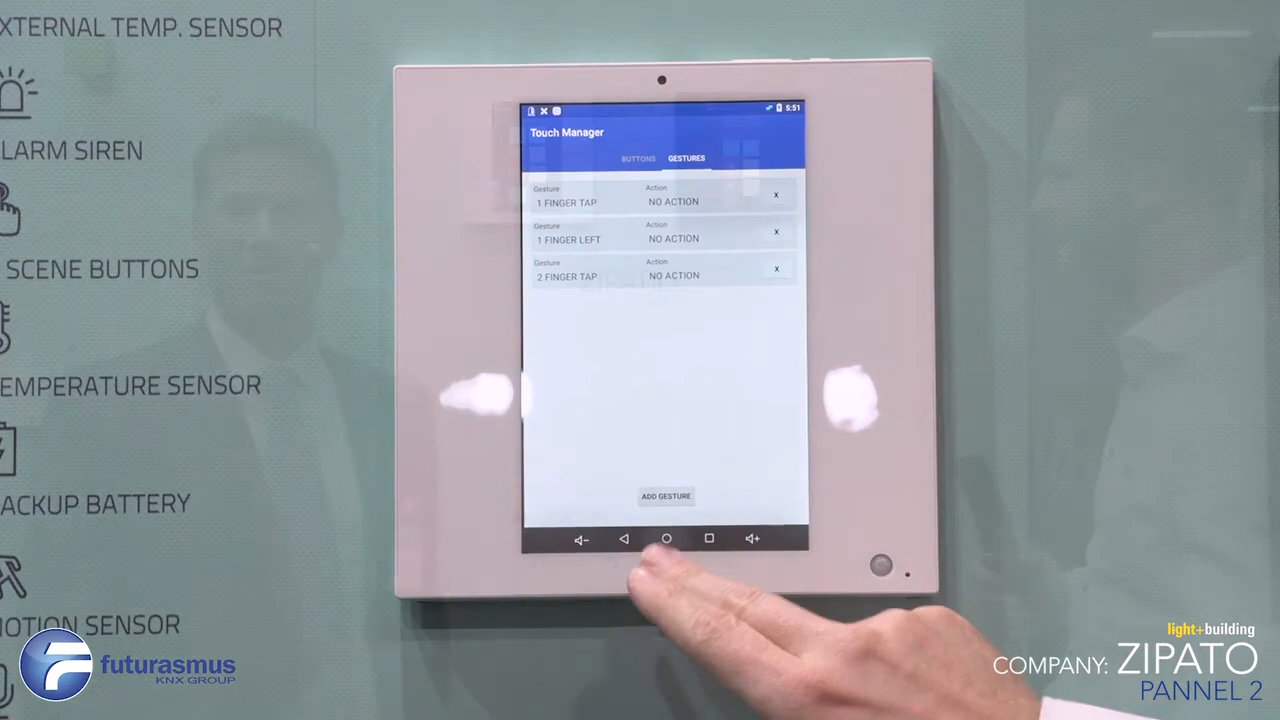 XTERNAL TEMP. SENSOR
LARM SIREN
SCENE BUTTONS
EMPERATURE SENSOR
ACKUP BATTERY
OTION SENSOR
5:51
Touch Manager
BUTTONS GESTURES
Gesture Action
1 FINGER TAP NO ACTION X
Gesture Action
1 FINGER LEFT NO ACTION X
Gesture Action
2 FINGER TAP NO ACTION X
ADD GESTURE
futurasmus
KNX GROUP
light+building
COMPANY: ZIPATO
PANNEL 2